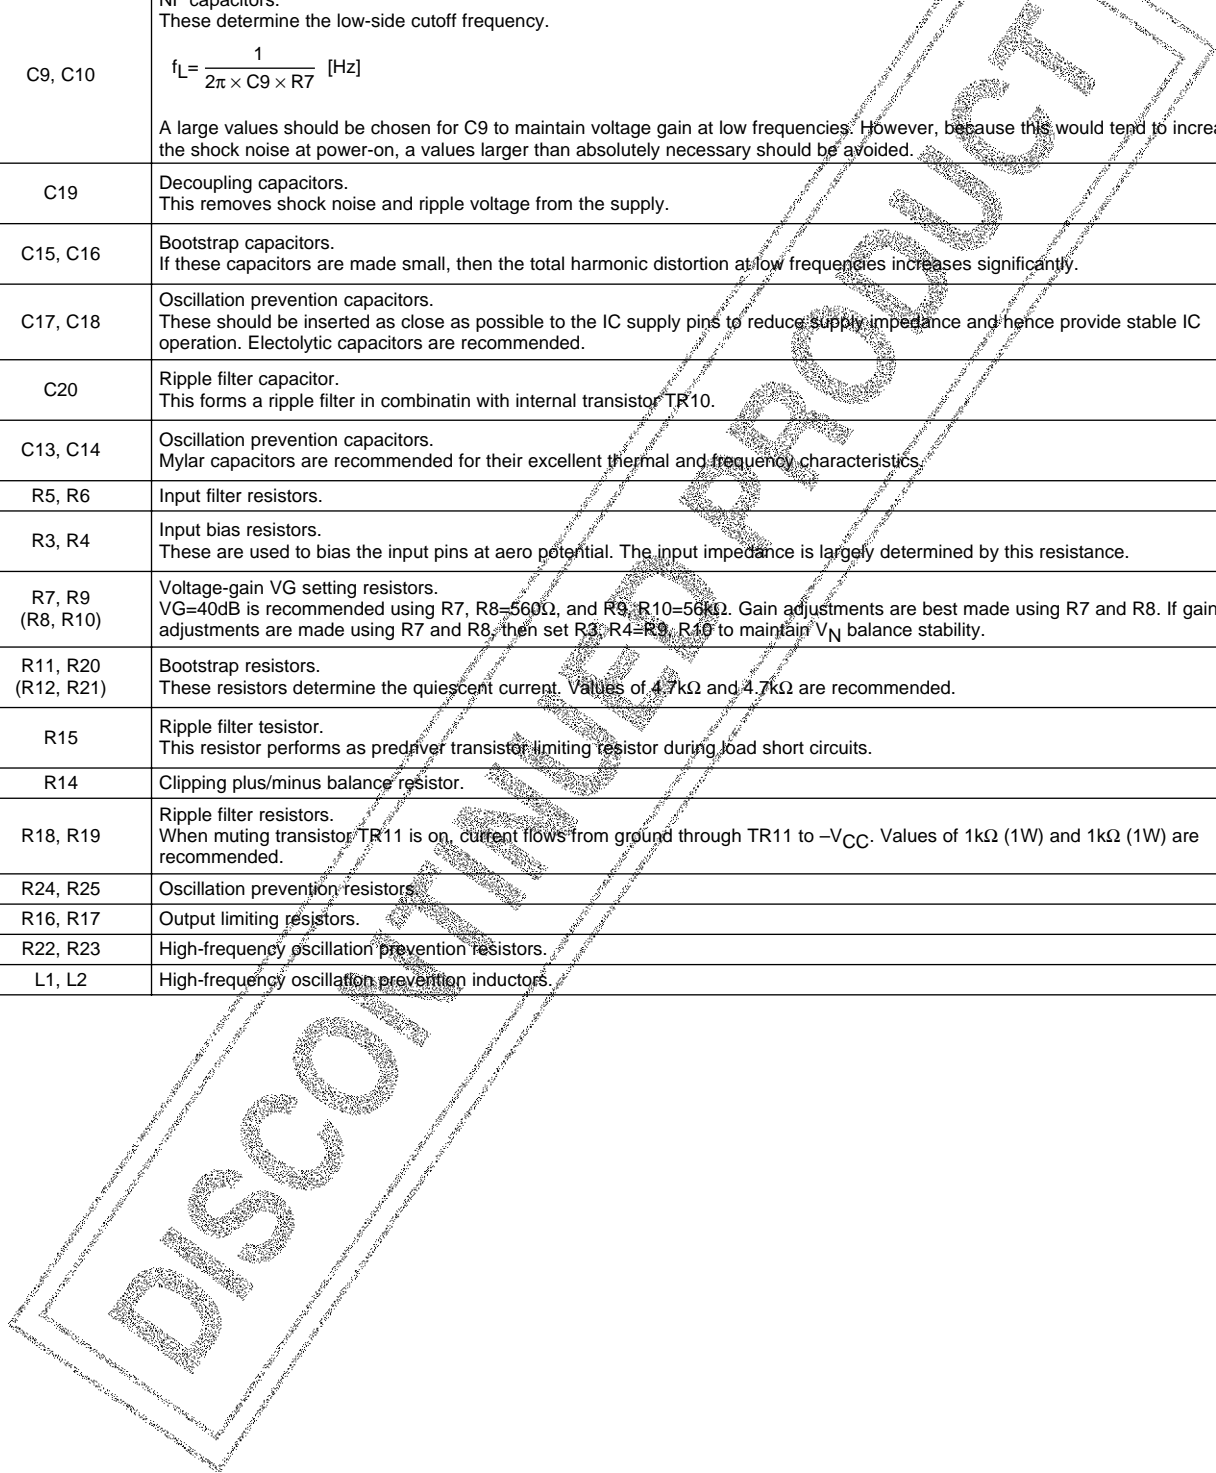 NF capacitors.
These determine the low-side cutoff frequency.
C9, C10
fL= 1 / 2π × C9 × R7 [Hz]
A large values should be chosen for C9 to maintain voltage gain at low frequencies. However, because this would tend to increa
the shock noise at power-on, a values larger than absolutely necessary should be avoided.
C19
Decoupling capacitors.
This removes shock noise and ripple voltage from the supply.
C15, C16
Bootstrap capacitors.
If these capacitors are made small, then the total harmonic distortion at low frequencies increases significantly.
C17, C18
Oscillation prevention capacitors.
These should be inserted as close as possible to the IC supply pins to reduce supply impedance and hence provide stable IC
operation. Electolytic capacitors are recommended.
C20
Ripple filter capacitor.
This forms a ripple filter in combinatin with internal transistor TR10.
C13, C14
Oscillation prevention capacitors.
Mylar capacitors are recommended for their excellent thermal and frequency characteristics.
R5, R6
Input filter resistors.
R3, R4
Input bias resistors.
These are used to bias the input pins at aero potential. The input impedance is largely determined by this resistance.
R7, R9
(R8, R10)
Voltage-gain VG setting resistors.
VG=40dB is recommended using R7, R8=560Ω, and R9, R10=56kΩ. Gain adjustments are best made using R7 and R8. If gain
adjustments are made using R7 and R8, then set R3, R4=R9, R10 to maintain VN balance stability.
R11, R20
(R12, R21)
Bootstrap resistors.
These resistors determine the quiescent current. Values of 4.7kΩ and 4.7kΩ are recommended.
R15
Ripple filter tesistor.
This resistor performs as predriver transistor limiting resistor during load short circuits.
R14
Clipping plus/minus balance resistor.
R18, R19
Ripple filter resistors.
When muting transistor TR11 is on, current flows from ground through TR11 to –VCC. Values of 1kΩ (1W) and 1kΩ (1W) are
recommended.
R24, R25
Oscillation prevention resistors.
R16, R17
Output limiting resistors.
R22, R23
High-frequency oscillation prevention resistors.
L1, L2
High-frequency oscillation prevention inductors.
DISCONTINUED PRODUCT